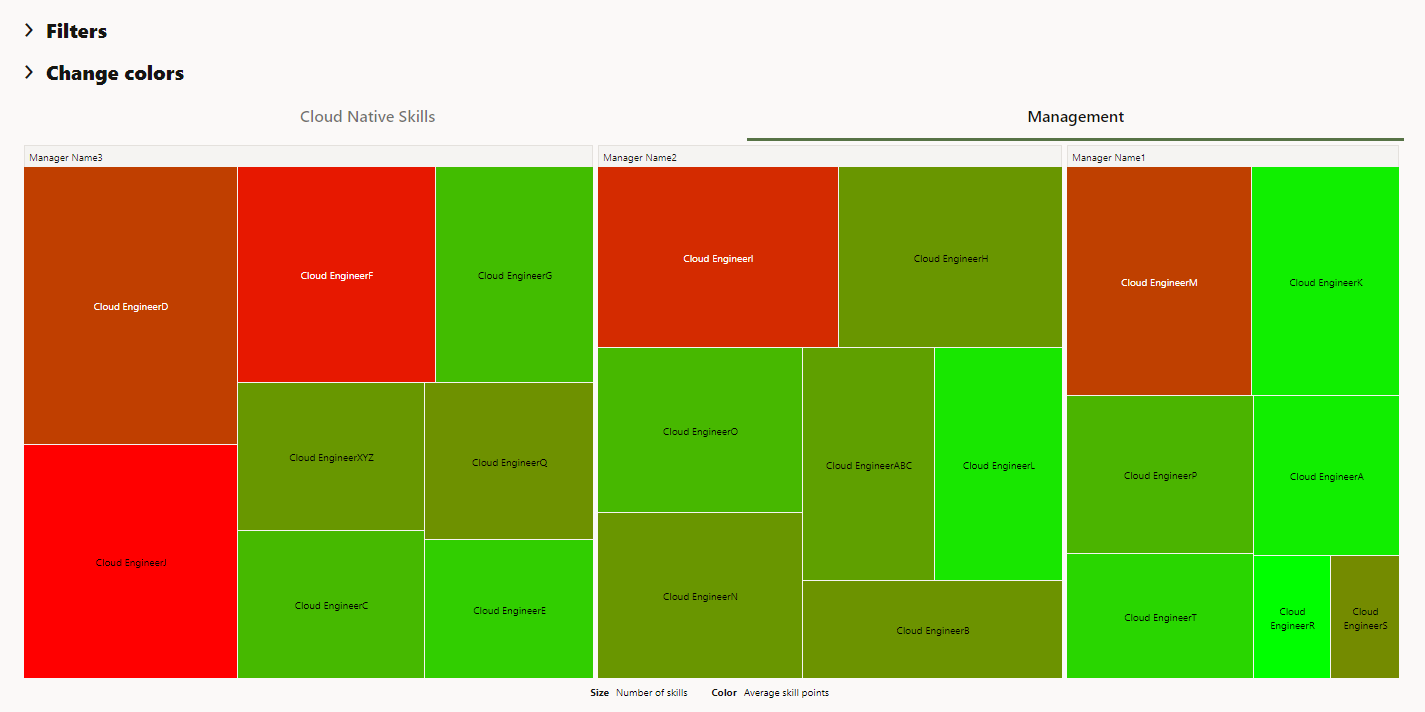 Filters
Change colors
Cloud Native Skills
Management
Manager Name3
Manager Name2
Manager Name1
Cloud EngineerD
Cloud EngineerF
Cloud EngineerG
Cloud EngineerJ
Cloud EngineerXYZ
Cloud EngineerQ
Cloud EngineerC
Cloud EngineerE
Cloud EngineerI
Cloud EngineerH
Cloud EngineerO
Cloud EngineerABC
Cloud EngineerL
Cloud EngineerN
Cloud EngineerB
Cloud EngineerM
Cloud EngineerK
Cloud EngineerP
Cloud EngineerA
Cloud EngineerT
Cloud
EngineerR
Cloud
EngineerS
Size Number of skills Color Average skill points